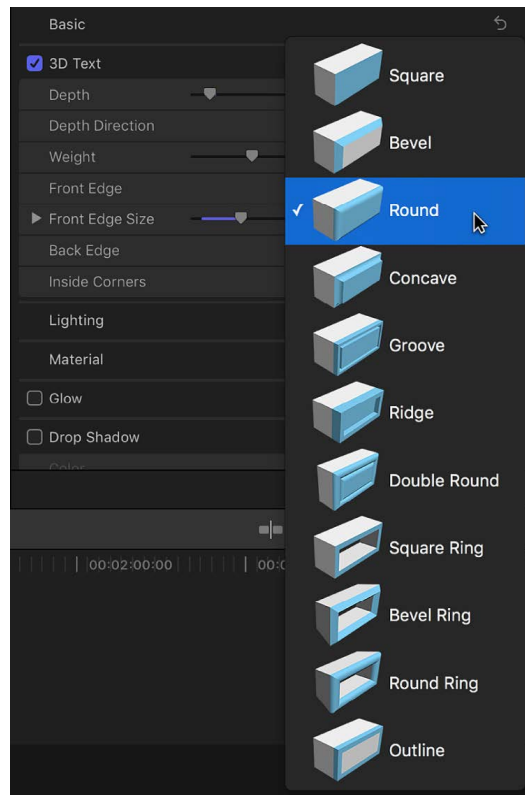 Basic
3D Text
Depth
Depth Direction
Weight
Front Edge
Front Edge Size
Back Edge
Inside Corners
Lighting
Material
Glow
Drop Shadow
Color
00:02:00:00
Square
Bevel
Round
Concave
Groove
Ridge
Double Round
Square Ring
Bevel Ring
Round Ring
Outline